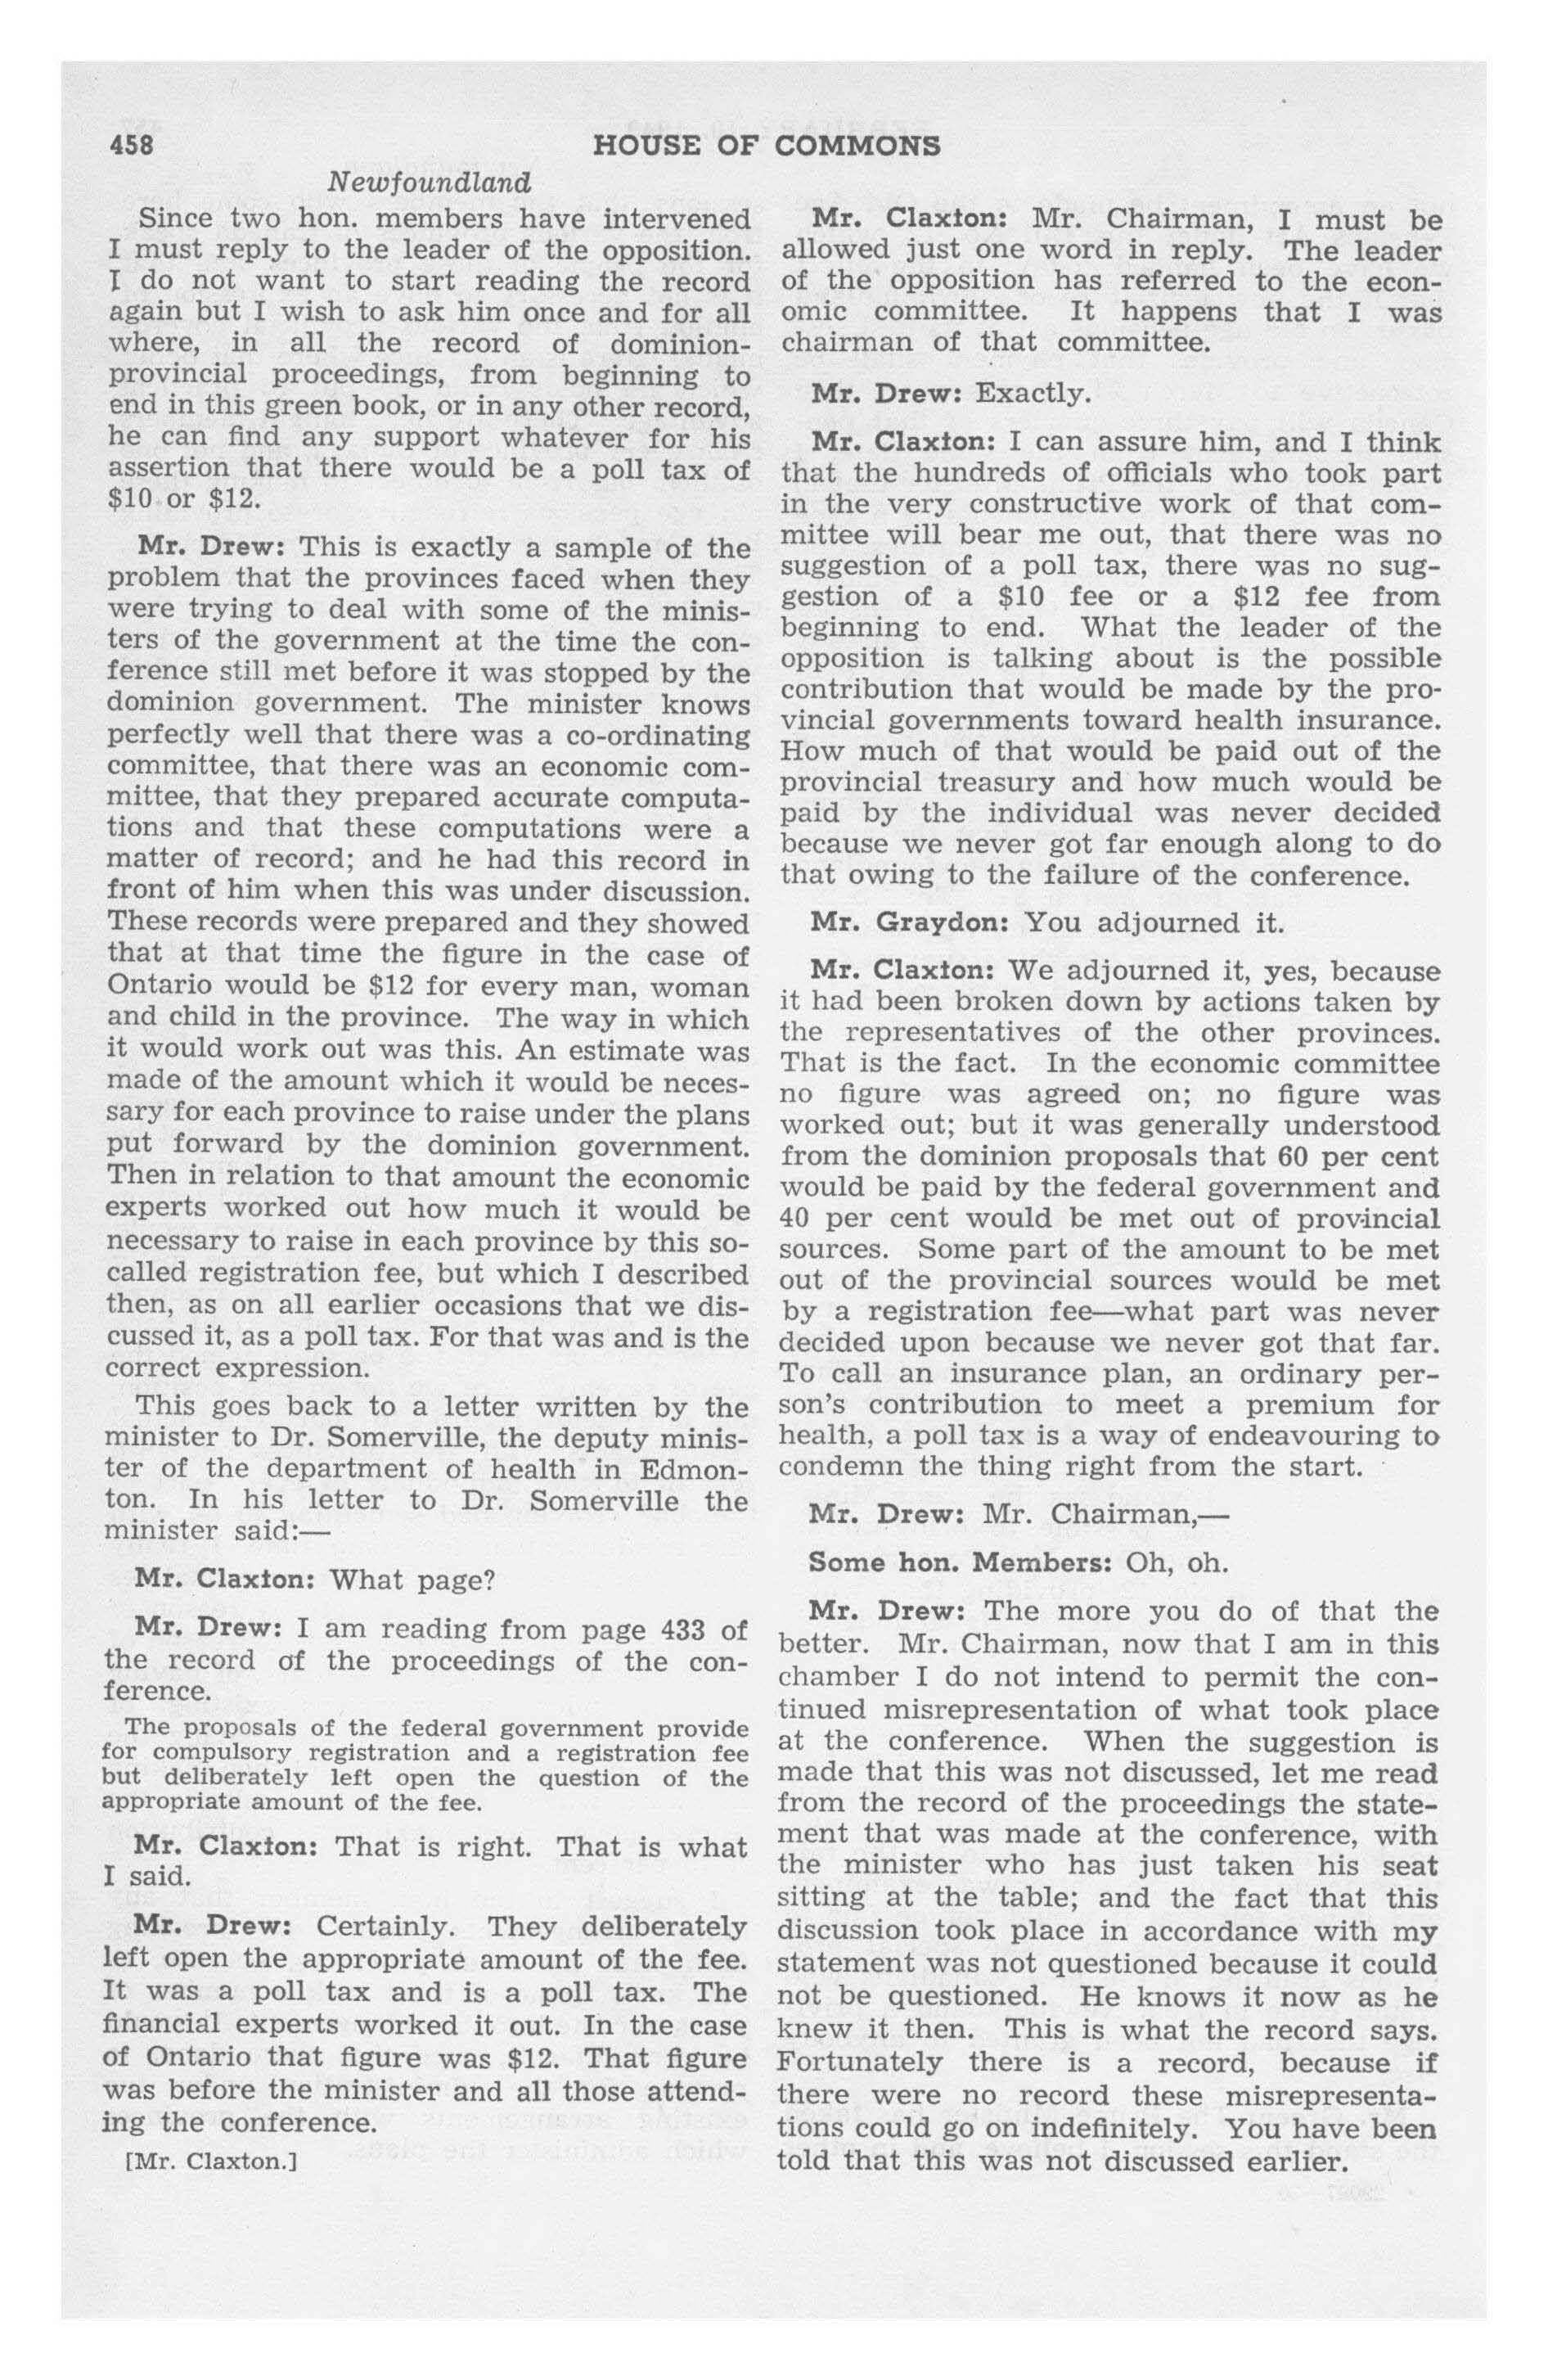 458
HOUSE OF COMMONS
Newfoundland
Since two hon. members have intervened
I must reply to the leader of the opposition.
I do not want to start reading the record
again but I wish to ask him once and for all
where, in all the record of dominion-
provincial proceedings, from beginning to
end in this green book, or in any other record,
he can find any support whatever for his
assertion that there would be a poll tax of
$10 or $12.
Mr. Drew: This is exactly a sample of the
problem that the provinces faced when they
were trying to deal with some of the minis-
ters of the government at the time the con-
ference still met before it was stopped by the
dominion government. The minister knows
perfectly well that there was a co-ordinating
committee, that there was an economic com-
mittee, that they prepared accurate computa-
tions and that these computations were a
matter of record; and he had this record in
front of him when this was under discussion.
These records were prepared and they showed
that at that time the figure in the case of
Ontario would be $12 for every man, woman
and child in the province. The way in which
it would work out was this. An estimate was
made of the amount which it would be neces-
sary for each province to raise under the plans
put forward by the dominion government.
Then in relation to that amount the economic
experts worked out how much it would be
necessary to raise in each province by this so-
called registration fee, but which I described
then, as on all earlier occasions that we dis-
cussed it, as a poll tax. For that was and is the
correct expression.
This goes back to a letter written by the
minister to Dr. Somerville, the deputy minis-
ter of the department of health in Edmon-
ton. In his letter to Dr. Somerville the
minister said:—
Mr. Claxton: What page?
Mr. Drew: I am reading from page 433 of
the record of the proceedings of the con-
ference.
The proposals of the federal government provide
for compulsory registration and a registration fee
but deliberately left open the question of the
appropriate amount of the fee.
Mr. Claxton: That is right. That is what
I said.
Mr. Drew: Certainly. They deliberately
left open the appropriate amount of the fee.
It was a poll tax and is a poll tax. The
financial experts worked it out. In the case
of Ontario that figure was $12. That figure
was before the minister and all those attend-
ing the conference.
[Mr. Claxton.]
Mr. Claxton: Mr. Chairman, I must be
allowed just one word in reply. The leader
of the opposition has referred to the econ-
omic committee. It happens that I was
chairman of that committee.
Mr. Drew: Exactly.
Mr. Claxton: I can assure him, and I think
that the hundreds of officials who took part
in the very constructive work of that com-
mittee will bear me out, that there was no
suggestion of a poll tax, there was no sug-
gestion of a $10 fee or a $12 fee from
beginning to end. What the leader of the
opposition is talking about is the possible
contribution that would be made by the pro-
vincial governments toward health insurance.
How much of that would be paid out of the
provincial treasury and how much would be
paid by the individual was never decided
because we never got far enough along to do
that owing to the failure of the conference.
Mr. Graydon: You adjourned it.
Mr. Claxton: We adjourned it, yes, because
it had been broken down by actions taken by
the representatives of the other provinces.
That is the fact. In the economic committee
no figure was agreed on; no figure was
worked out; but it was generally understood
from the dominion proposals that 60 per cent
would be paid by the federal government and
40 per cent would be met out of provincial
sources. Some part of the amount to be met
out of the provincial sources would be met
by a registration fee—what part was never
decided upon because we never got that far.
To call an insurance plan, an ordinary per-
son's contribution to meet a premium for
health, a poll tax is a way of endeavouring to
condemn the thing right from the start.
Mr. Drew: Mr. Chairman,—
Some hon. Members: Oh, oh.
Mr. Drew: The more you do of that the
better. Mr. Chairman, now that I am in this
chamber I do not intend to permit the con-
tinued misrepresentation of what took place
at the conference. When the suggestion is
made that this was not discussed, let me read
from the record of the proceedings the state-
ment that was made at the conference, with
the minister who has just taken his seat
sitting at the table; and the fact that this
discussion took place in accordance with my
statement was not questioned because it could
not be questioned. He knows it now as he
knew it then. This is what the record says.
Fortunately there is a record, because if
there were no record these misrepresenta-
tions could go on indefinitely. You have been
told that this was not discussed earlier.